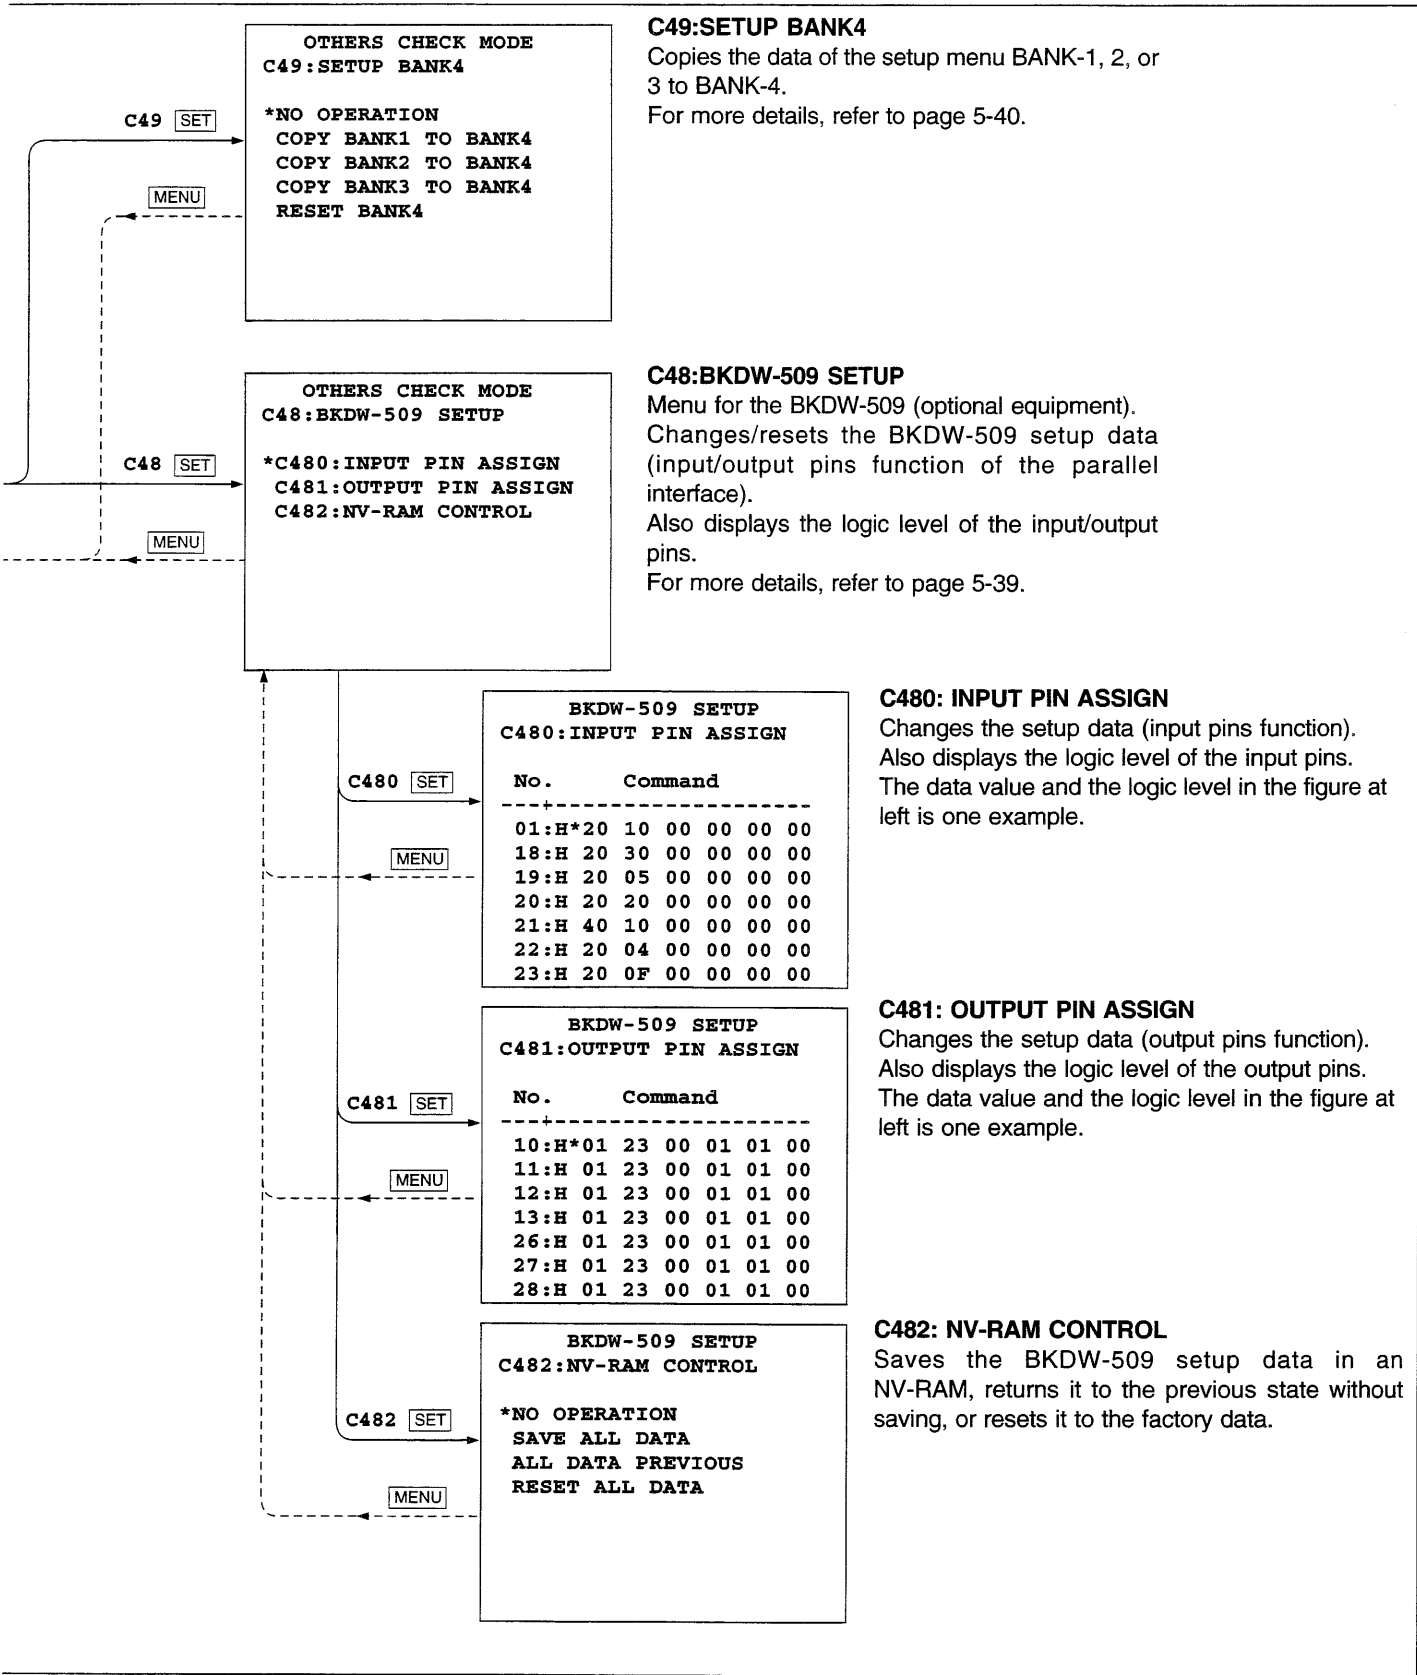 OTHERS CHECK MODE
C49:SETUP BANK4
*NO OPERATION
COPY BANK1 TO BANK4
COPY BANK2 TO BANK4
COPY BANK3 TO BANK4
RESET BANK4
C49 SET
MENU
C49:SETUP BANK4
Copies the data of the setup menu BANK-1, 2, or
3 to BANK-4.
For more details, refer to page 5-40.
OTHERS CHECK MODE
C48:BKDW-509 SETUP
*C480:INPUT PIN ASSIGN
C481:OUTPUT PIN ASSIGN
C482:NV-RAM CONTROL
C48 SET
MENU
C48:BKDW-509 SETUP
Menu for the BKDW-509 (optional equipment).
Changes/resets the BKDW-509 setup data
(input/output pins function of the parallel
interface).
Also displays the logic level of the input/output
pins.
For more details, refer to page 5-39.
BKDW-509 SETUP
C480:INPUT PIN ASSIGN
No. Command
---+-------------------
01:H*20 10 00 00 00 00
18:H 20 30 00 00 00 00
19:H 20 05 00 00 00 00
20:H 20 20 00 00 00 00
21:H 40 10 00 00 00 00
22:H 20 04 00 00 00 00
23:H 20 0F 00 00 00 00
C480 SET
MENU
C480: INPUT PIN ASSIGN
Changes the setup data (input pins function).
Also displays the logic level of the input pins.
The data value and the logic level in the figure at
left is one example.
BKDW-509 SETUP
C481:OUTPUT PIN ASSIGN
No. Command
---+-------------------
10:H*01 23 00 01 01 00
11:H 01 23 00 01 01 00
12:H 01 23 00 01 01 00
13:H 01 23 00 01 01 00
26:H 01 23 00 01 01 00
27:H 01 23 00 01 01 00
28:H 01 23 00 01 01 00
C481 SET
MENU
C481: OUTPUT PIN ASSIGN
Changes the setup data (output pins function).
Also displays the logic level of the output pins.
The data value and the logic level in the figure at
left is one example.
BKDW-509 SETUP
C482:NV-RAM CONTROL
*NO OPERATION
SAVE ALL DATA
ALL DATA PREVIOUS
RESET ALL DATA
C482 SET
MENU
C482: NV-RAM CONTROL
Saves the BKDW-509 setup data in an
NV-RAM, returns it to the previous state without
saving, or resets it to the factory data.